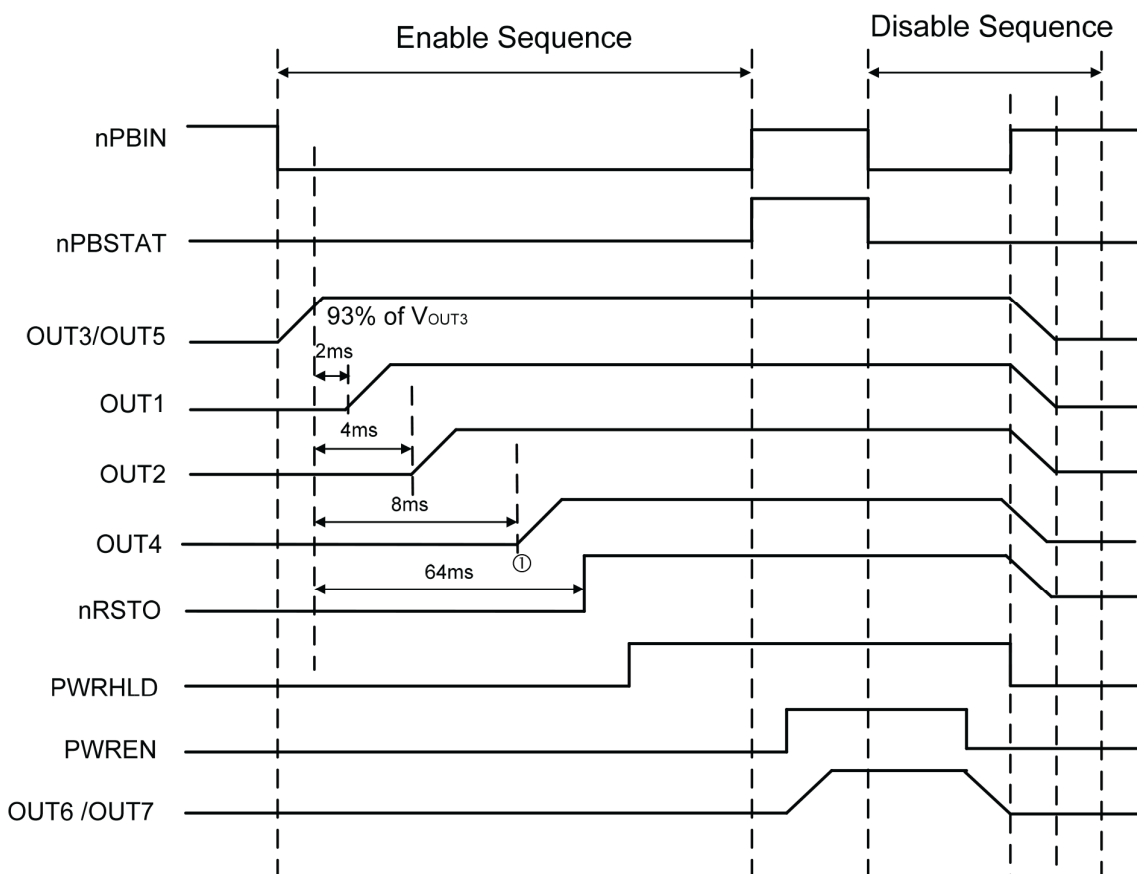 Enable Sequence
Disable Sequence
nPBIN
nPBSTAT
93% of VOUT3
OUT3/OUT5
2ms
OUT1
4ms
OUT2
8ms
OUT4
①
64ms
nRSTO
PWRHLD
PWREN
OUT6 /OUT7